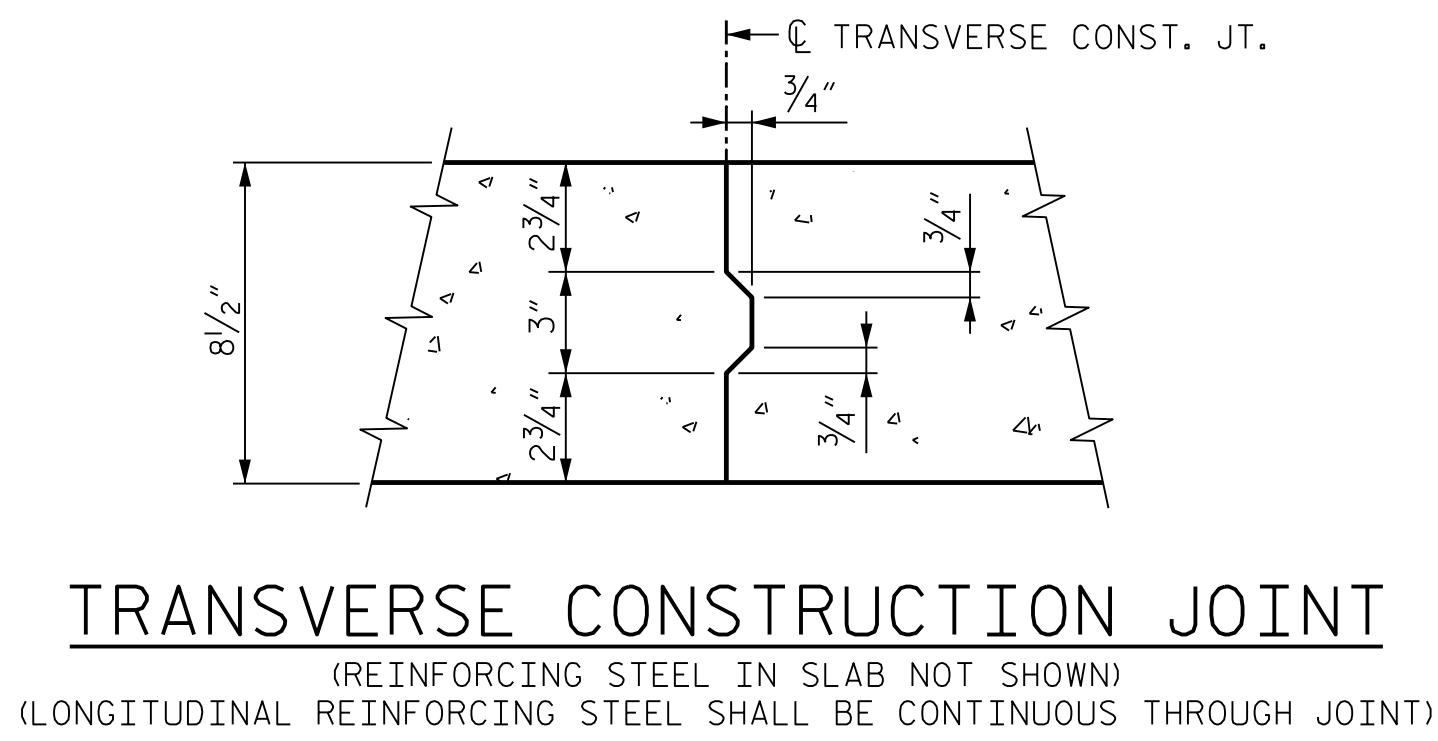 ℄ TRANSVERSE CONST. JT.
3/4"
2 3/4"
3/4"
8 1/2"
3"
2 3/4"
3/4"
TRANSVERSE CONSTRUCTION JOINT
(REINFORCING STEEL IN SLAB NOT SHOWN)
(LONGITUDINAL REINFORCING STEEL SHALL BE CONTINUOUS THROUGH JOINT)